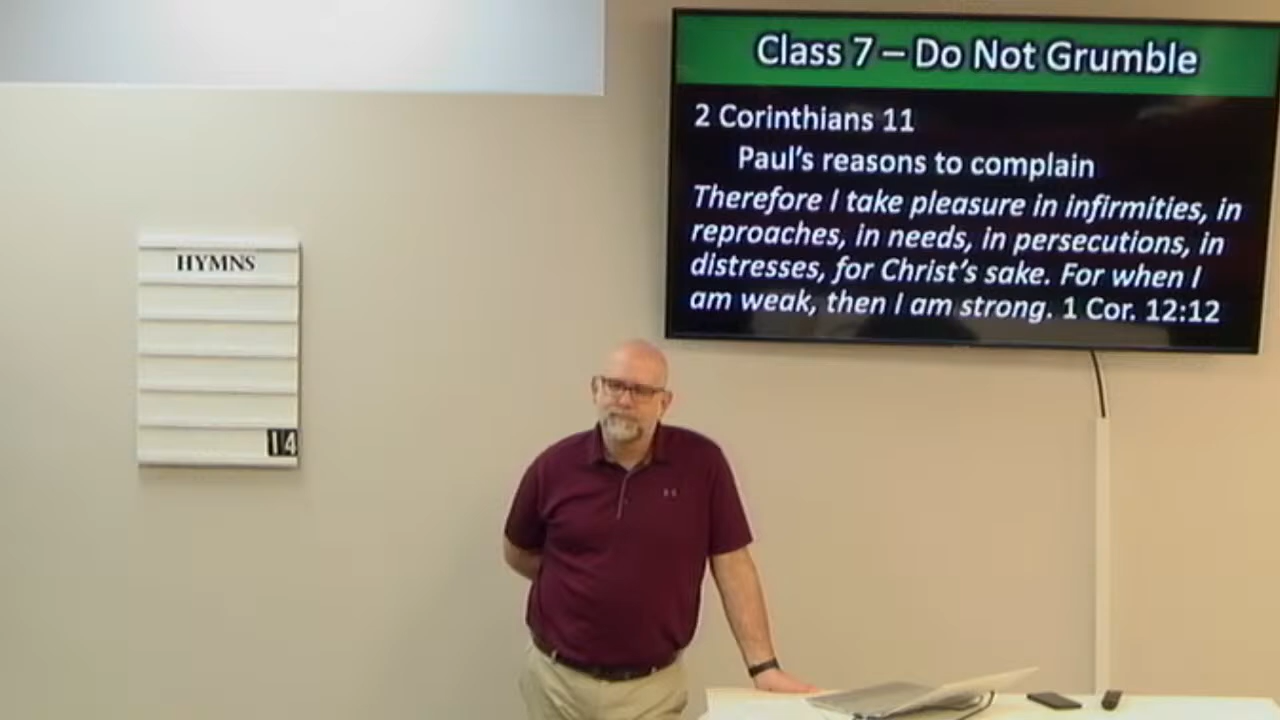 Class 7 – Do Not Grumble
2 Corinthians 11
Paul's reasons to complain
Therefore I take pleasure in infirmities, in
reproaches, in needs, in persecutions, in
distresses, for Christ's sake. For when I
am weak, then I am strong. 1 Cor. 12:12
HYMNS
14